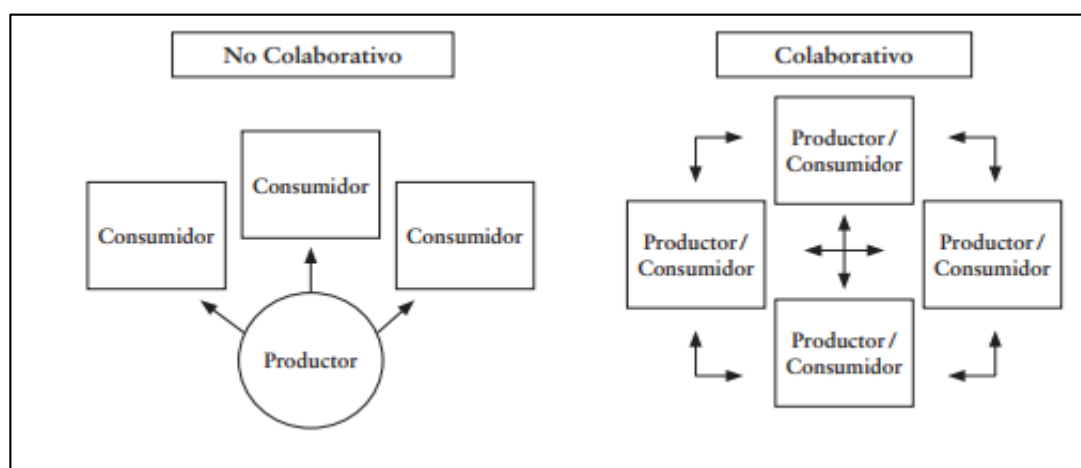 No Colaborativo
Consumidor
Consumidor
Consumidor
Productor
Colaborativo
Productor /
Consumidor
Productor /
Consumidor
Productor /
Consumidor
Productor /
Consumidor